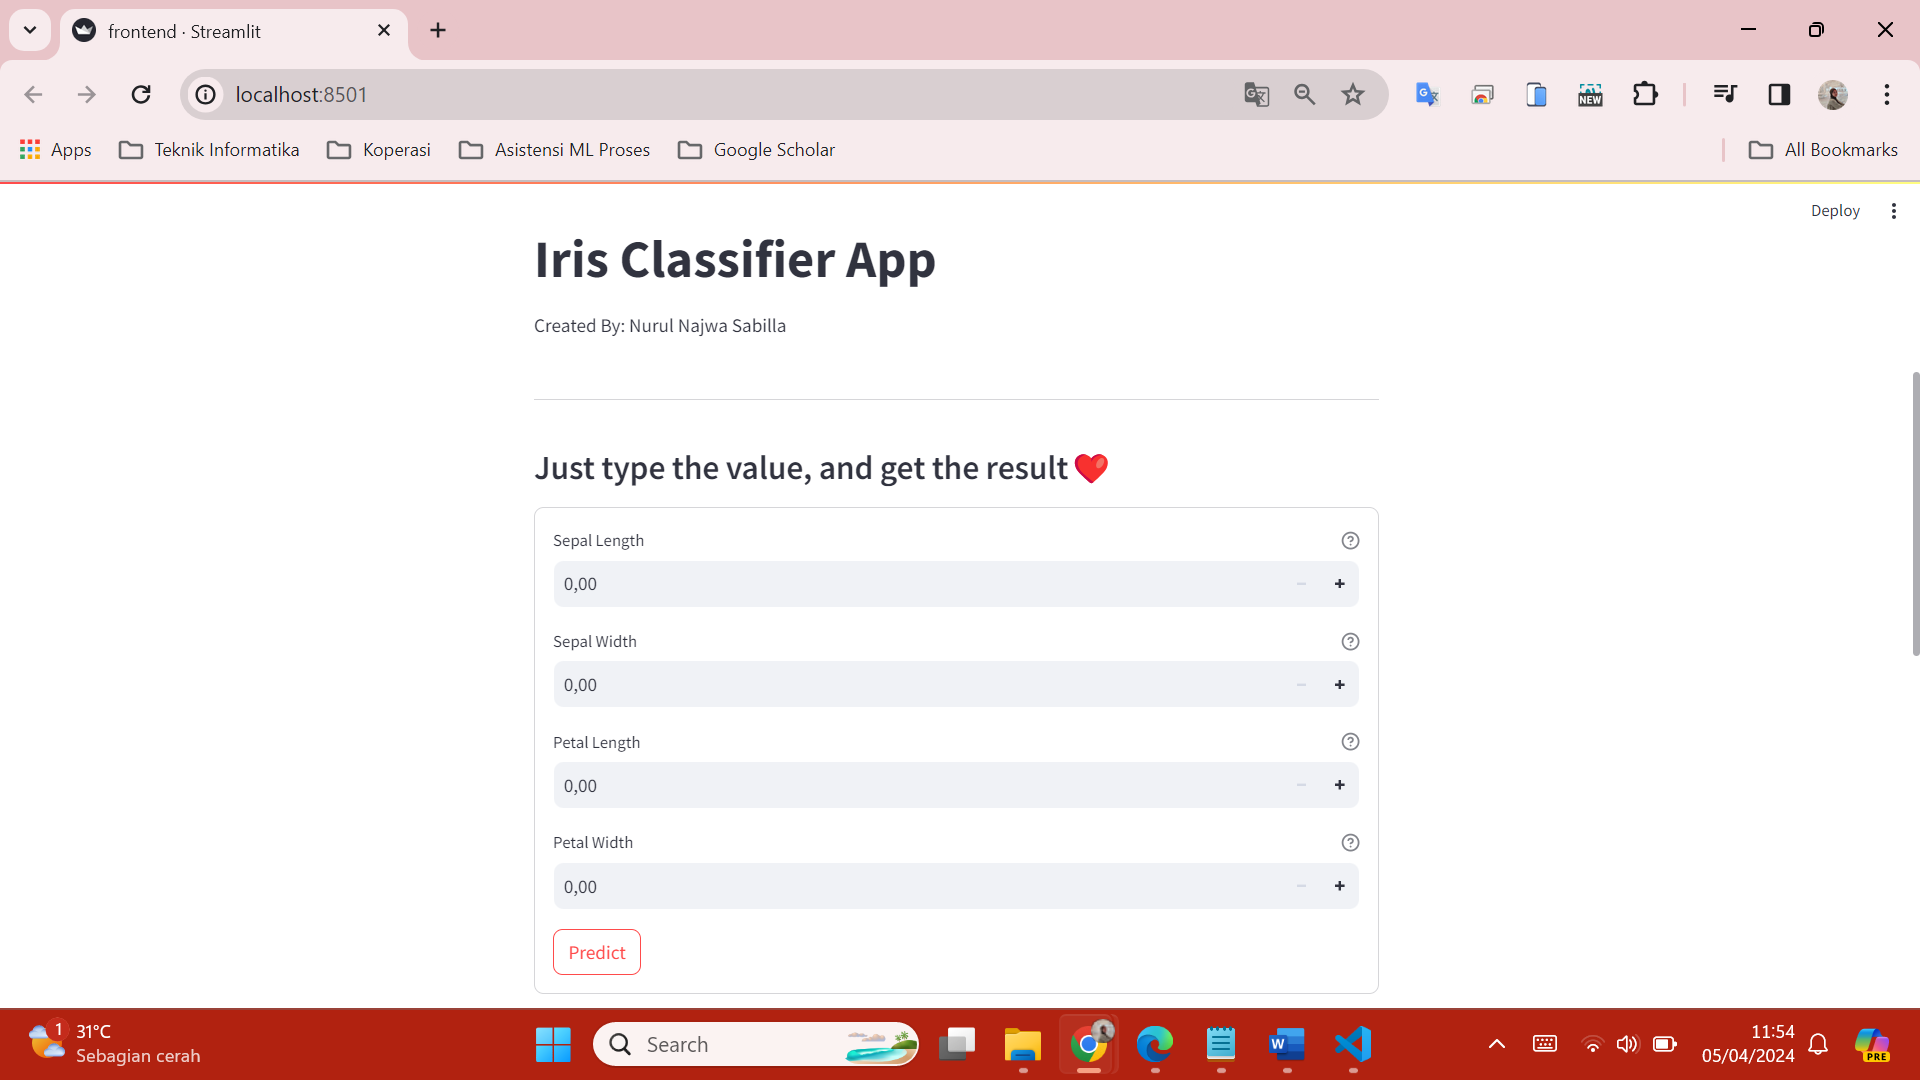 frontend · Streamlit
localhost:8501
NEW
Apps
Teknik Informatika
Koperasi
Asistensi ML Proses
Google Scholar
All Bookmarks
Deploy
Iris Classifier App
Created By: Nurul Najwa Sabilla
Just type the value, and get the result ❤️
Sepal Length
0,00
Sepal Width
0,00
Petal Length
0,00
Petal Width
0,00
Predict
1
31°C
Sebagian cerah
Search
11:54
05/04/2024
PRE